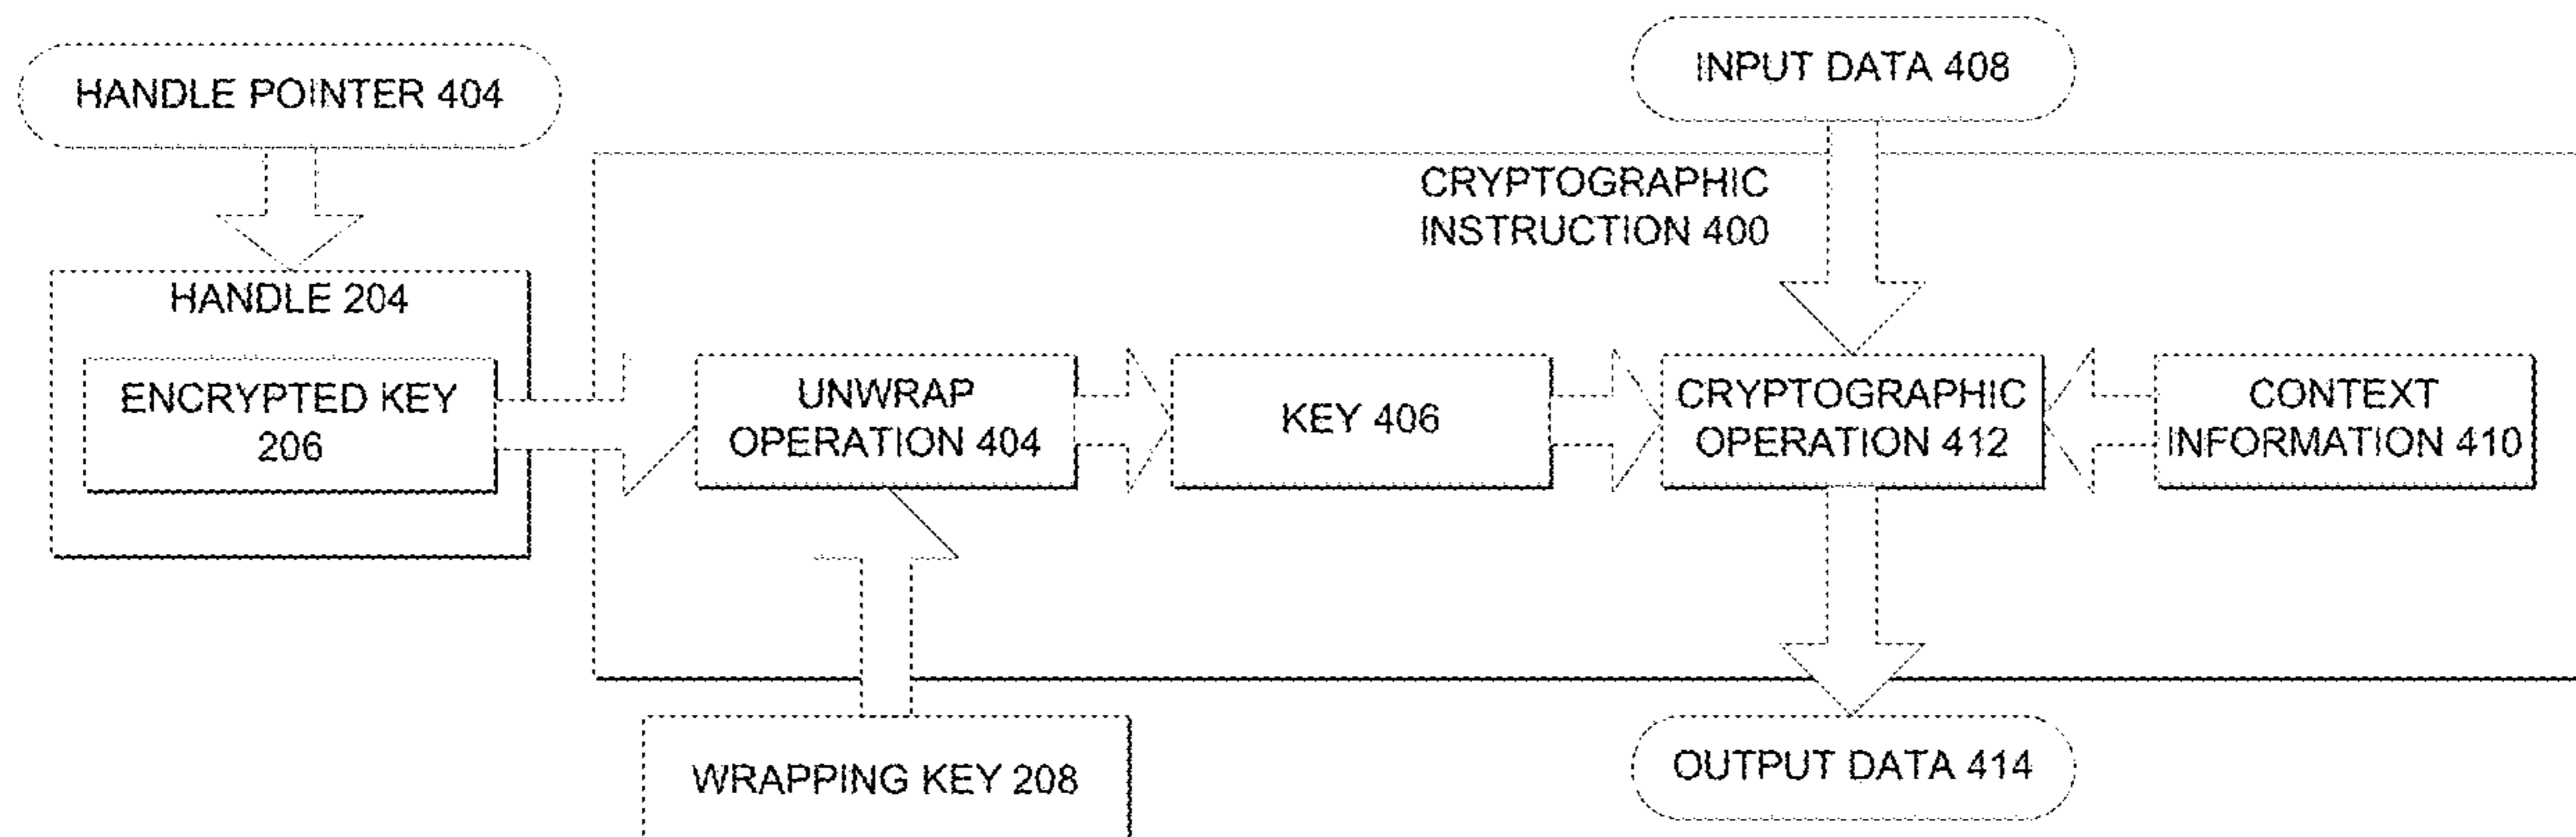 HANDLE POINTER 404
INPUT DATA 408
CRYPTOGRAPHIC
INSTRUCTION 400
HANDLE 204
ENCRYPTED KEY
206
UNWRAP
OPERATION 404
KEY 406
CRYPTOGRAPHIC
OPERATION 412
CONTEXT
INFORMATION 410
WRAPPING KEY 208
OUTPUT DATA 414